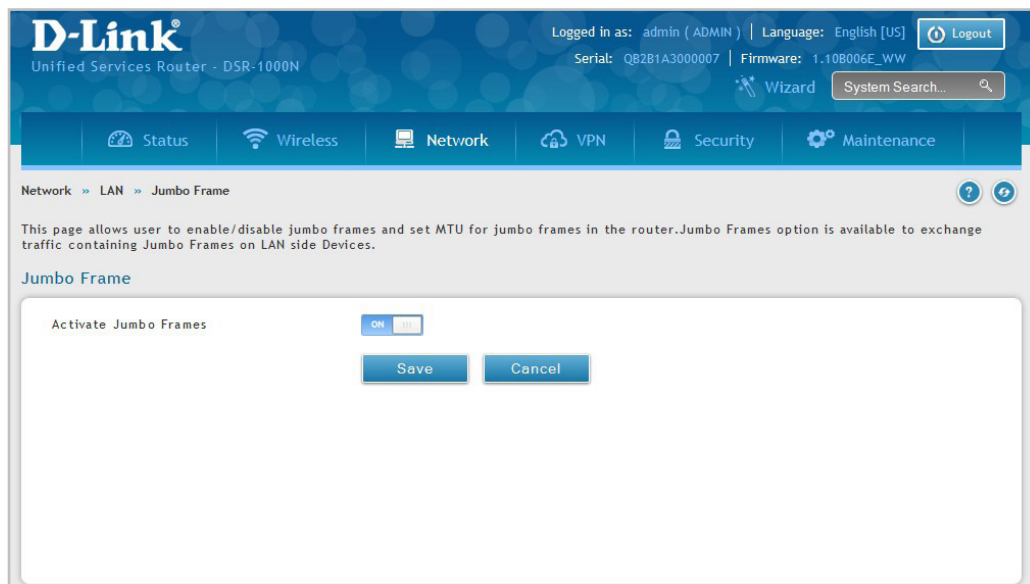 D-Link®
Unified Services Router - DSR-1000N
Logged in as: admin ( ADMIN ) | Language: English [US]
Logout
Serial: QB2B1A3000007 | Firmware: 1.10B006E_WW
Wizard
System Search...
Status
Wireless
Network
VPN
Security
Maintenance
Network » LAN » Jumbo Frame
?
This page allows user to enable/disable jumbo frames and set MTU for jumbo frames in the router.Jumbo Frames option is available to exchange
traffic containing Jumbo Frames on LAN side Devices.
Jumbo Frame
Activate Jumbo Frames
ON
Save
Cancel